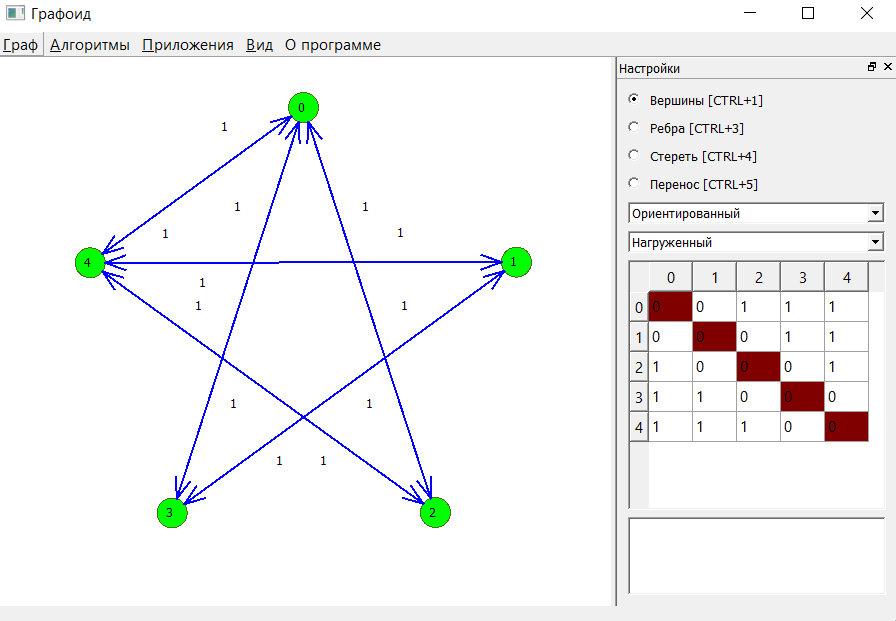 Графоид
Граф Алгоритмы Приложения Вид О программе
Настройки
Вершины [CTRL+1]
Ребра [CTRL+3]
Стереть [CTRL+4]
Перенос [CTRL+5]
Ориентированный
Нагруженный
0 1 2 3 4
0 0 0 1 1 1
1 0 0 0 1 1
2 1 0 0 0 1
3 1 1 0 0 0
4 1 1 1 0 0
0
1
1 1
1 1
4 1
1
1 1
1 1
1 1
3 2